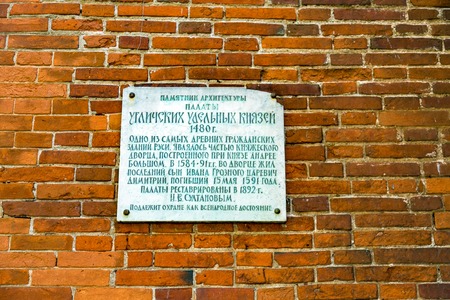 ПАМЯТНИК АРХИТЕКТУРЫ
ПАЛАТЫ
УГЛИЧСКИХ УДЕЛЬНЫХ КНЯЗЕЙ
1480 г.
ОДНО ИЗ САМЫХ ДРЕВНИХ ГРАЖДАНСКИХ
ЗДАНИЙ РУСИ, ЯВЛЯЛОСЬ ЧАСТЬЮ КНЯЖЕСКОГО
ДВОРЦА, ПОСТРОЕННОГО ПРИ КНЯЗЕ АНДРЕЕ
БОЛЬШОМ. В 1584-91 г.г. ВО ДВОРЦЕ ЖИЛ
ПОСЛЕДНИЙ СЫН ИВАНА ГРОЗНОГО ЦАРЕВИЧ
ДИМИТРИЙ, ПОГИБШИЙ 15 МАЯ 1591 ГОДА.
ПАЛАТЫ РЕСТАВРИРОВАНЫ В 1892 г.
Н.В. СУЛТАНОВЫМ.
ПОДЛЕЖИТ ОХРАНЕ КАК ВСЕНАРОДНОЕ ДОСТОЯНИЕ